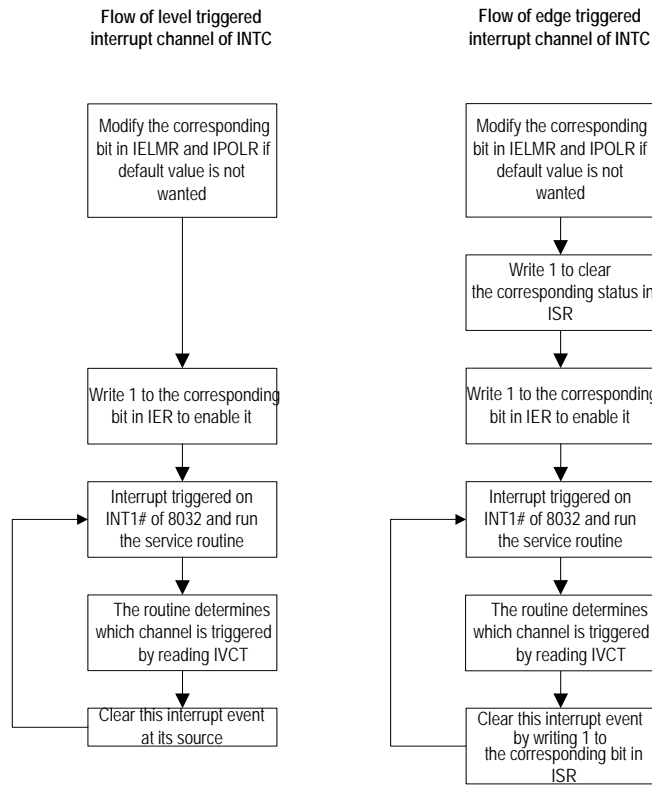 Flow of level triggered
interrupt channel of INTC
Modify the corresponding
bit in IELMR and IPOLR if
default value is not
wanted
Write 1 to the corresponding
bit in IER to enable it
Interrupt triggered on
INT1# of 8032 and run
the service routine
The routine determines
which channel is triggered
by reading IVCT
Clear this interrupt event
at its source
Flow of edge triggered
interrupt channel of INTC
Modify the corresponding
bit in IELMR and IPOLR if
default value is not
wanted
Write 1 to clear
the corresponding status in
ISR
Write 1 to the corresponding
bit in IER to enable it
Interrupt triggered on
INT1# of 8032 and run
the service routine
The routine determines
which channel is triggered
by reading IVCT
Clear this interrupt event
by writing 1 to
the corresponding bit in
ISR